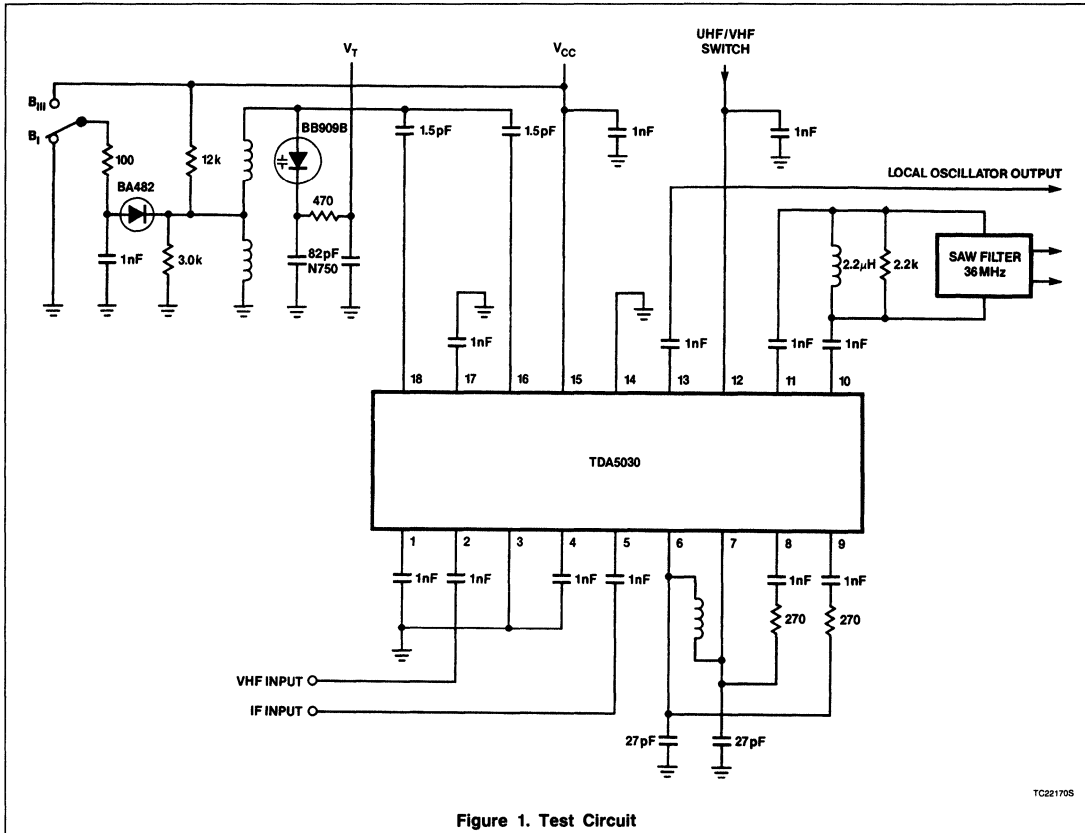 V_T
V_CC
UHF/VHF
SWITCH
B_III
B_I
100
12k
BB909B
1.5pF
1.5pF
1nF
1nF
BA482
470
LOCAL OSCILLATOR OUTPUT
1nF
3.0k
82pF
N750
2.2μH
2.2k
SAW FILTER
36MHz
1nF
1nF
1nF
1nF
18
17
16
15
14
13
12
11
10
TDA5030
1
2
3
4
5
6
7
8
9
1nF
1nF
1nF
1nF
1nF
1nF
270
270
VHF INPUT
IF INPUT
27pF
27pF
TC22170S
Figure 1. Test Circuit